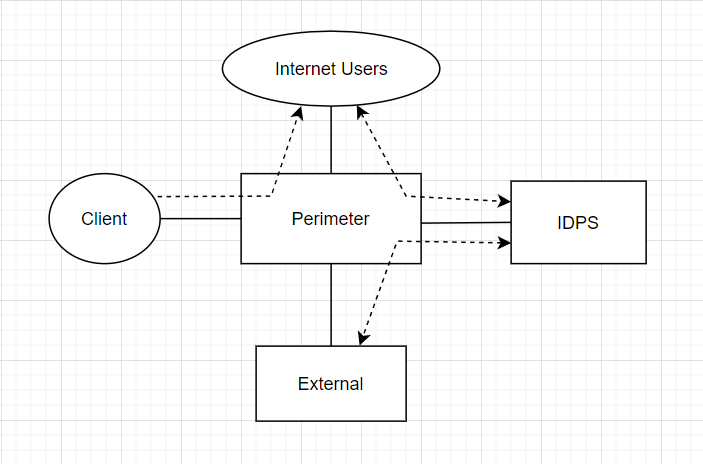 Internet Users
Client
Perimeter
IDPS
External